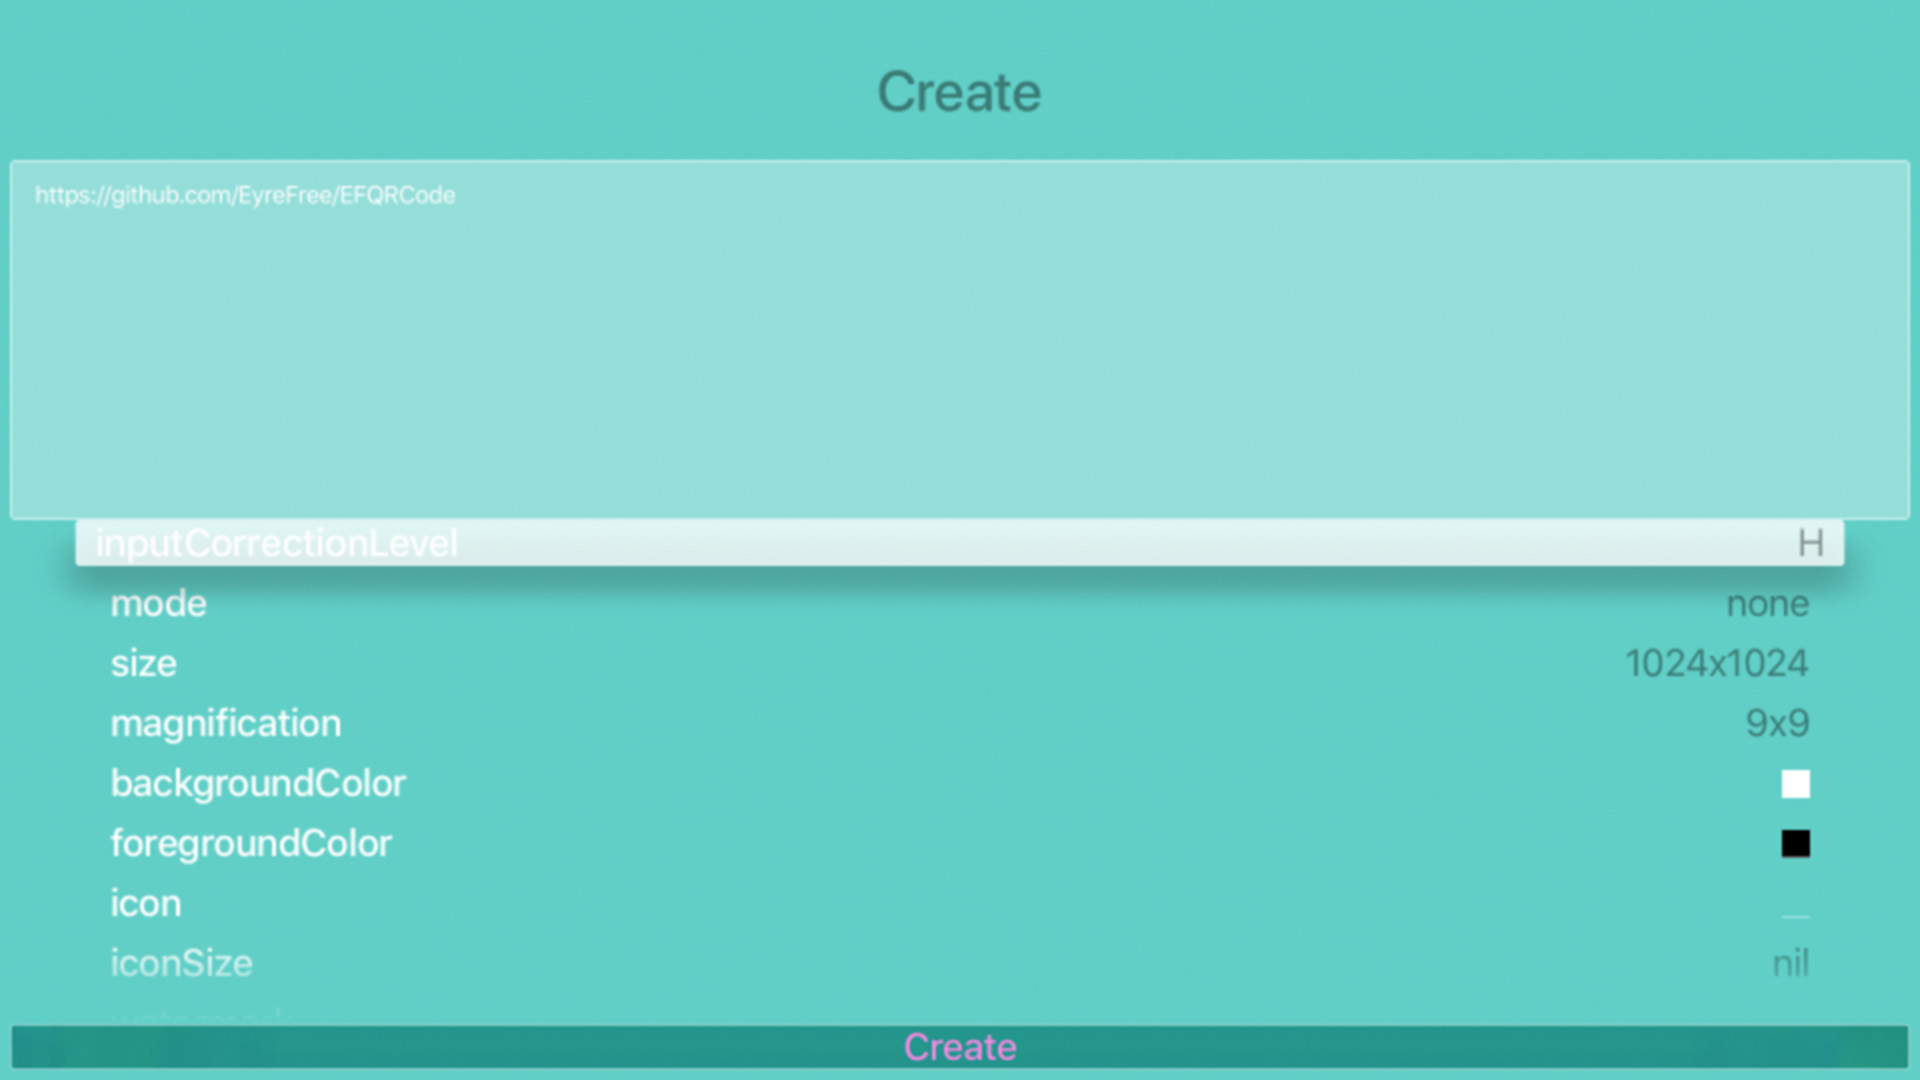 Create
https://github.com/EyreFree/EFQRCode
inputCorrectionLevel H
mode none
size 1024x1024
magnification 9x9
backgroundColor
foregroundColor
icon
iconSize nil
Create